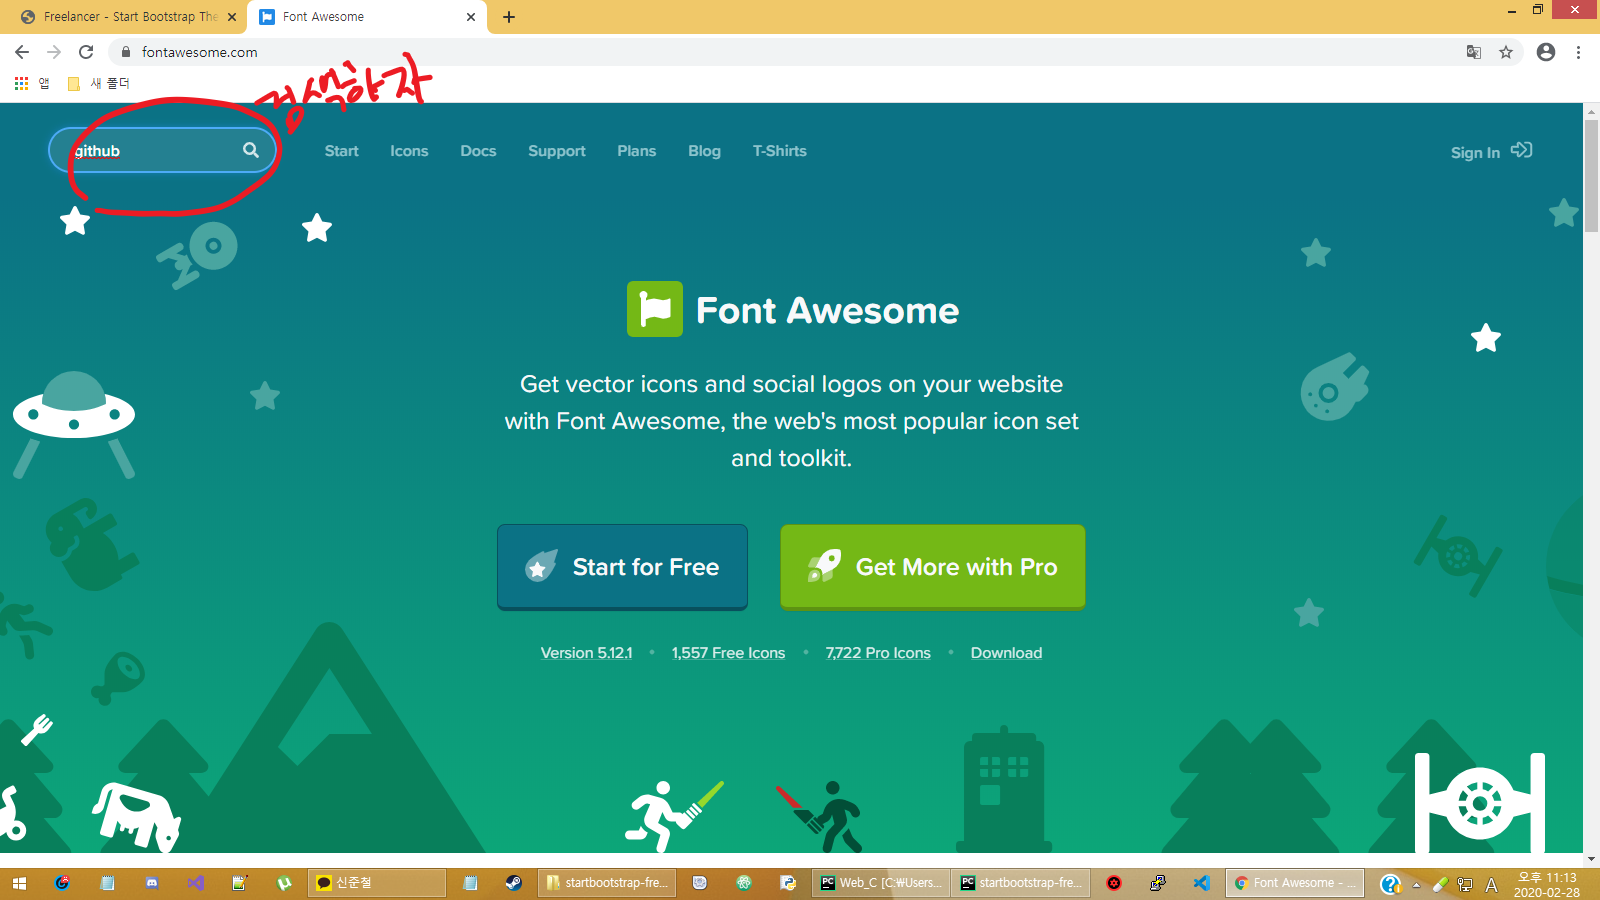 Freelancer - Start Bootstrap The
Font Awesome
fontawesome.com
앱
새 폴더
검색하자
github
Start
Icons
Docs
Support
Plans
Blog
T-Shirts
Sign In
Font Awesome
Get vector icons and social logos on your website
with Font Awesome, the web's most popular icon set
and toolkit.
Start for Free
Get More with Pro
Version 5.12.1 • 1,557 Free Icons • 7,722 Pro Icons • Download
신준철
startbootstrap-fre...
PC
Web_C [C:₩Users...
PC
startbootstrap-fre...
Font Awesome - ...
A
오후 11:13
2020-02-28